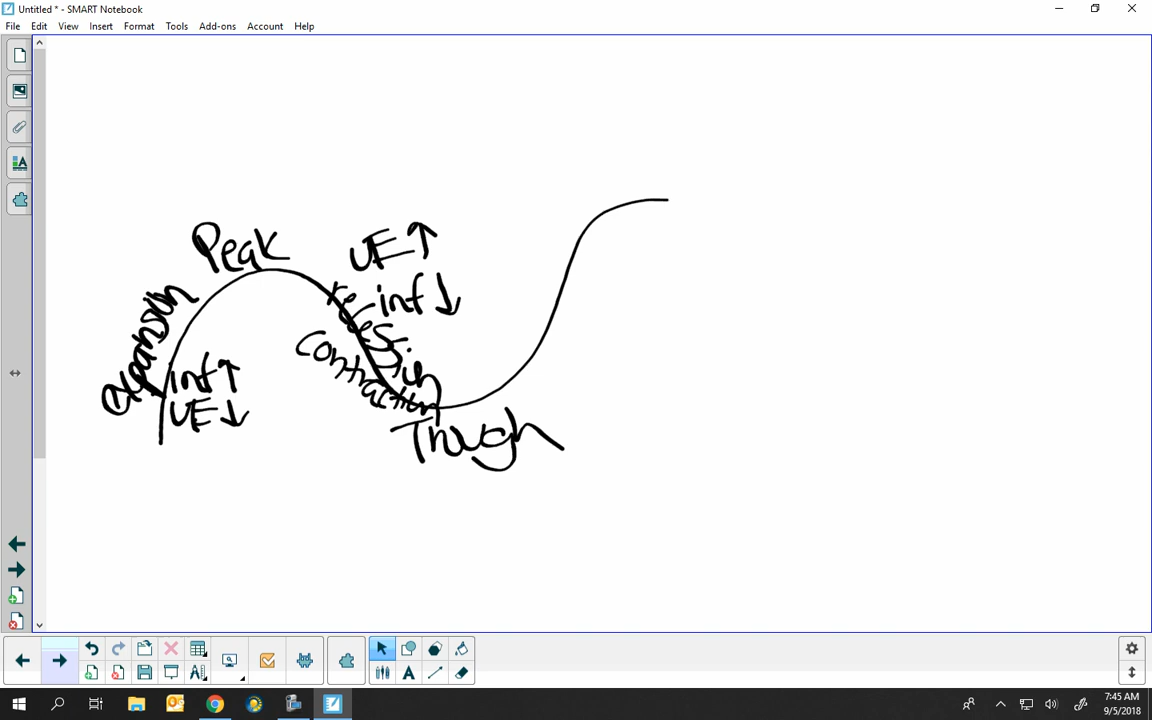 Untitled * - SMART Notebook
File Edit View Insert Format Tools Add-ons Account Help
Peak
UE↑
inf↓
expansion
recession
contraction
inf↑
UE↓
Trough
7:45 AM
9/5/2018